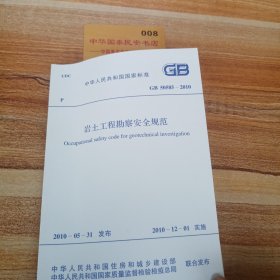 008
中华人民共和国国家标准
UDC
GB
P
GB 50585-2010
岩土工程勘察安全规范
Occupational safety code for geotechnical investigation
2010-05-31 发布
2010-12-01 实施
中华人民共和国住房和城乡建设部
中华人民共和国国家质量监督检验检疫总局
联合发布